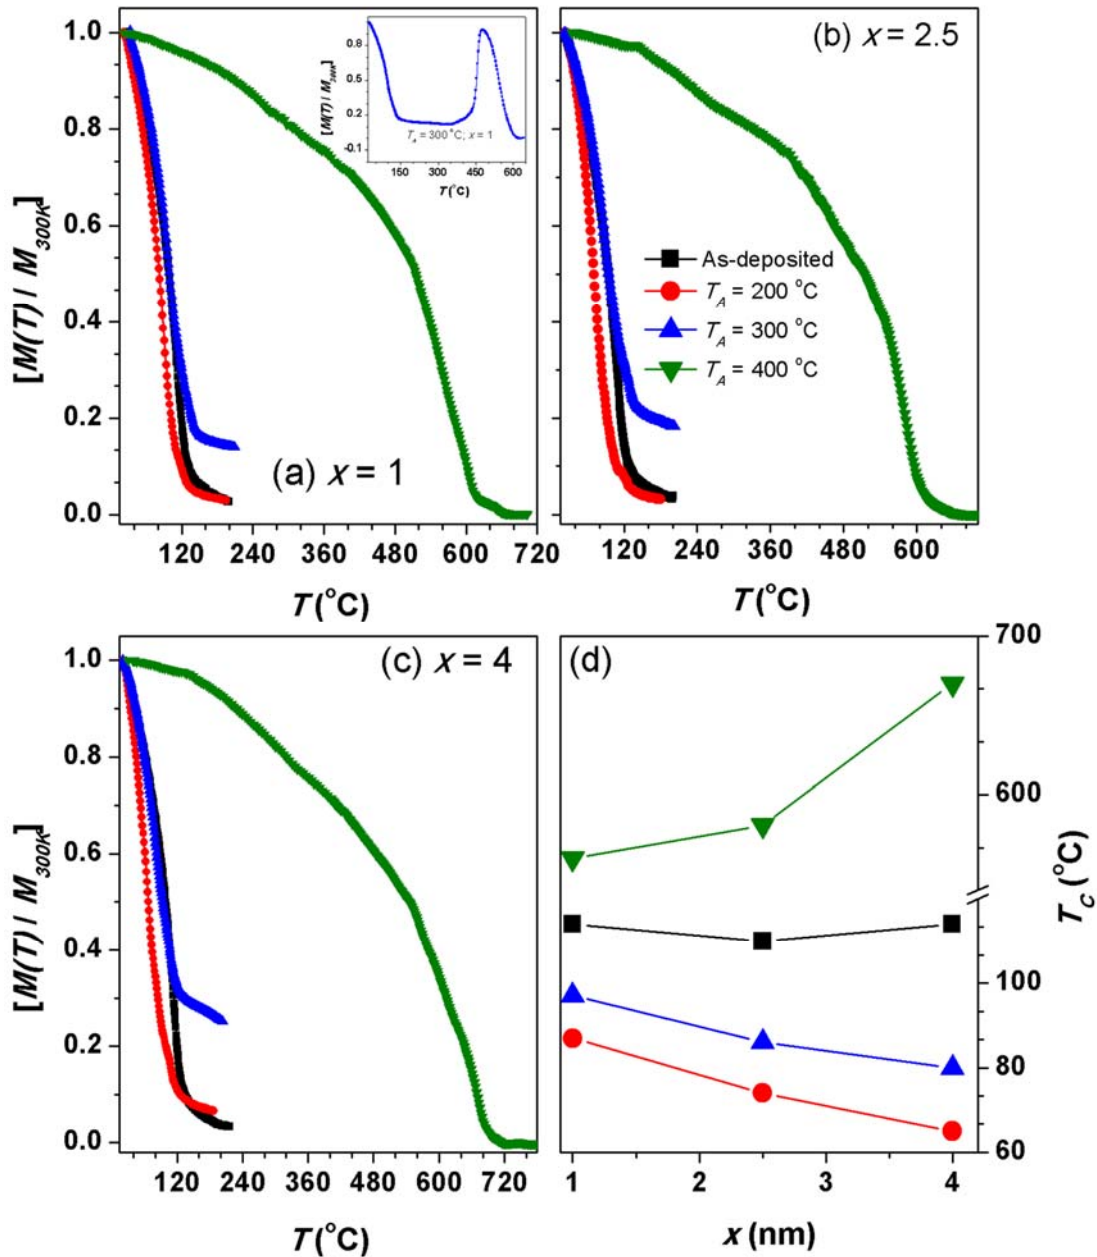 (a) x = 1
[M(T) / M300K]
1.0
0.8
0.6
0.4
0.2
0.0
120 240 360 480 600 720
T (°C)
[M(T) / M300K]
0.8
0.5
0.2
-0.1
TA = 300 °C; x = 1
150 300 450 600
T (°C)
(b) x = 2.5
As-deposited
TA = 200 °C
TA = 300 °C
TA = 400 °C
120 240 360 480 600
T (°C)
(c) x = 4
[M(T) / M300K]
1.0
0.8
0.6
0.4
0.2
0.0
120 240 360 480 600 720
T (°C)
(d)
700
600
100
80
60
TC (°C)
1 2 3 4
x (nm)